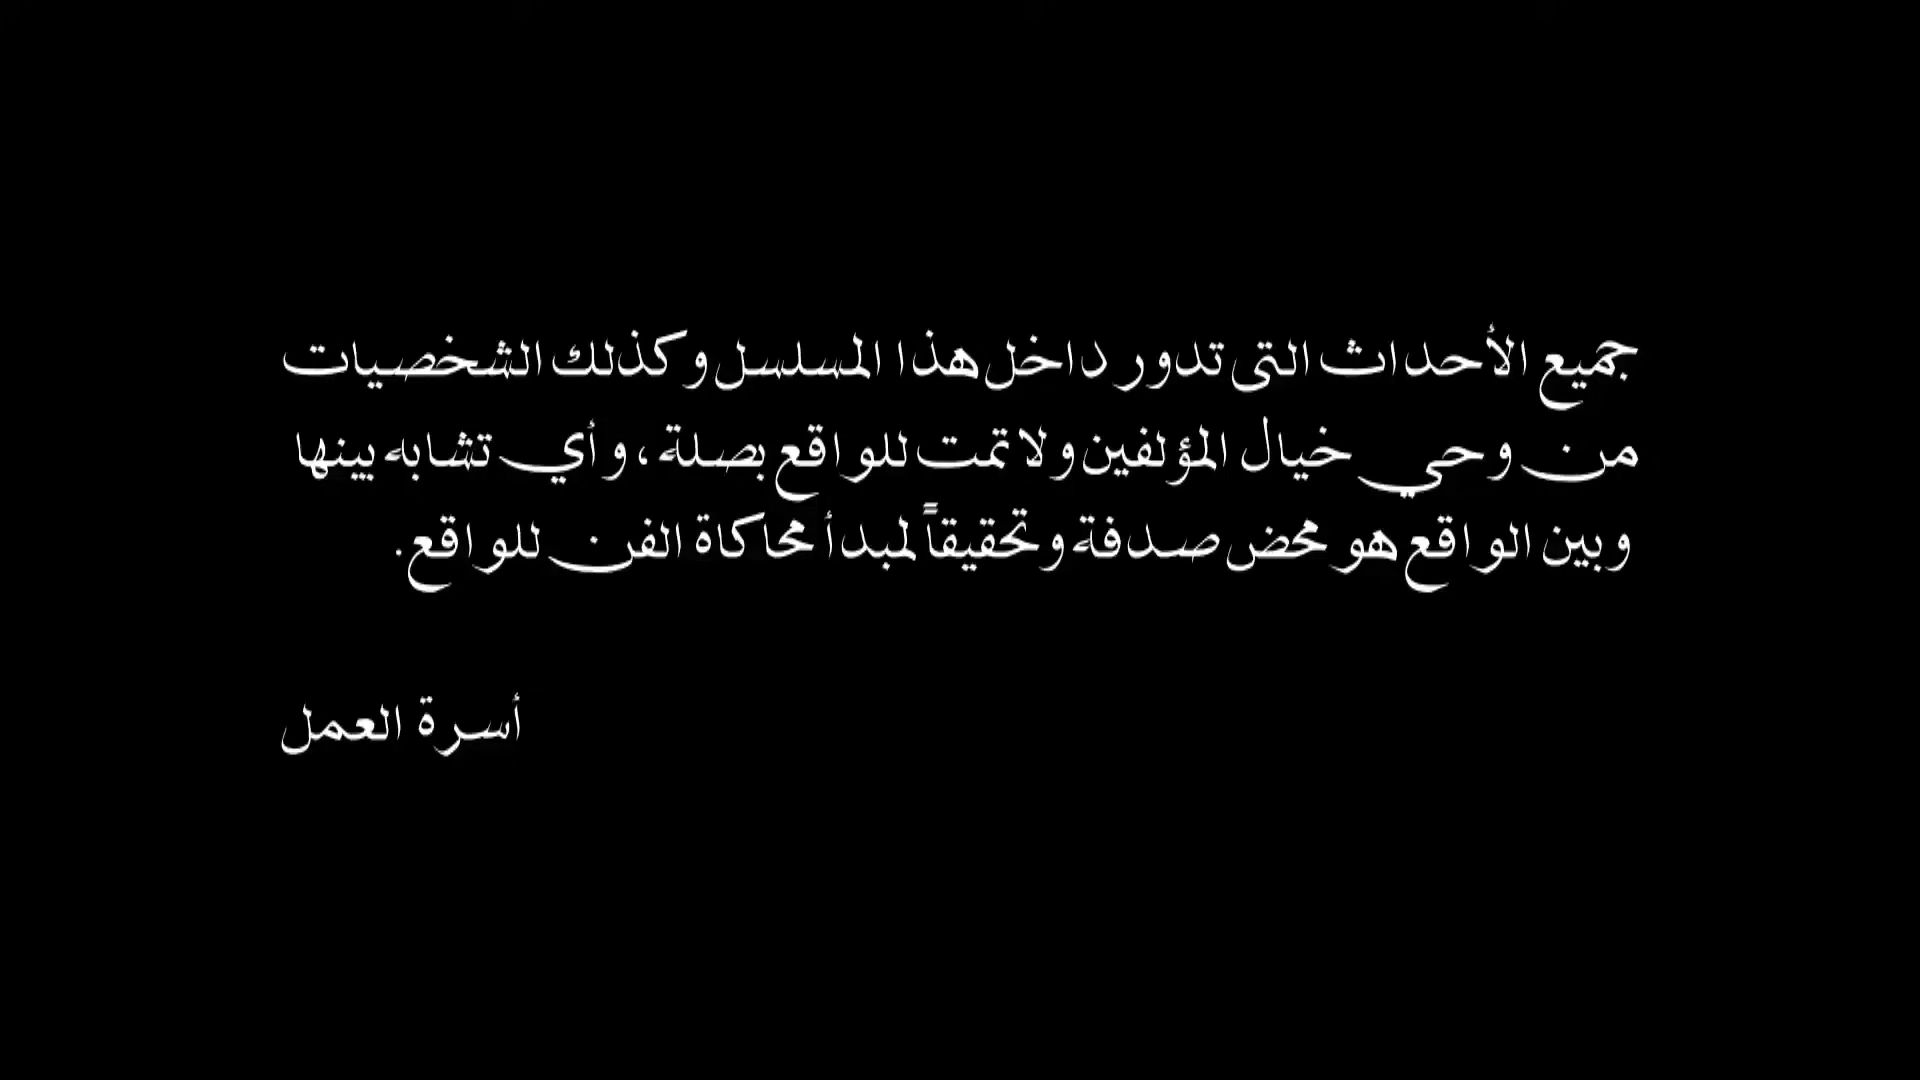 جميع الأحداث التى تدور داخل هذا المسلسل وكذلك الشخصيات
من وحي خيال المؤلفين ولا تمت للواقع بصلة، وأي تشابه بينها
وبين الواقع هو محض صدفة وتحقيقاً لمبدأ محاكاة الفن للواقع.
أسرة العمل